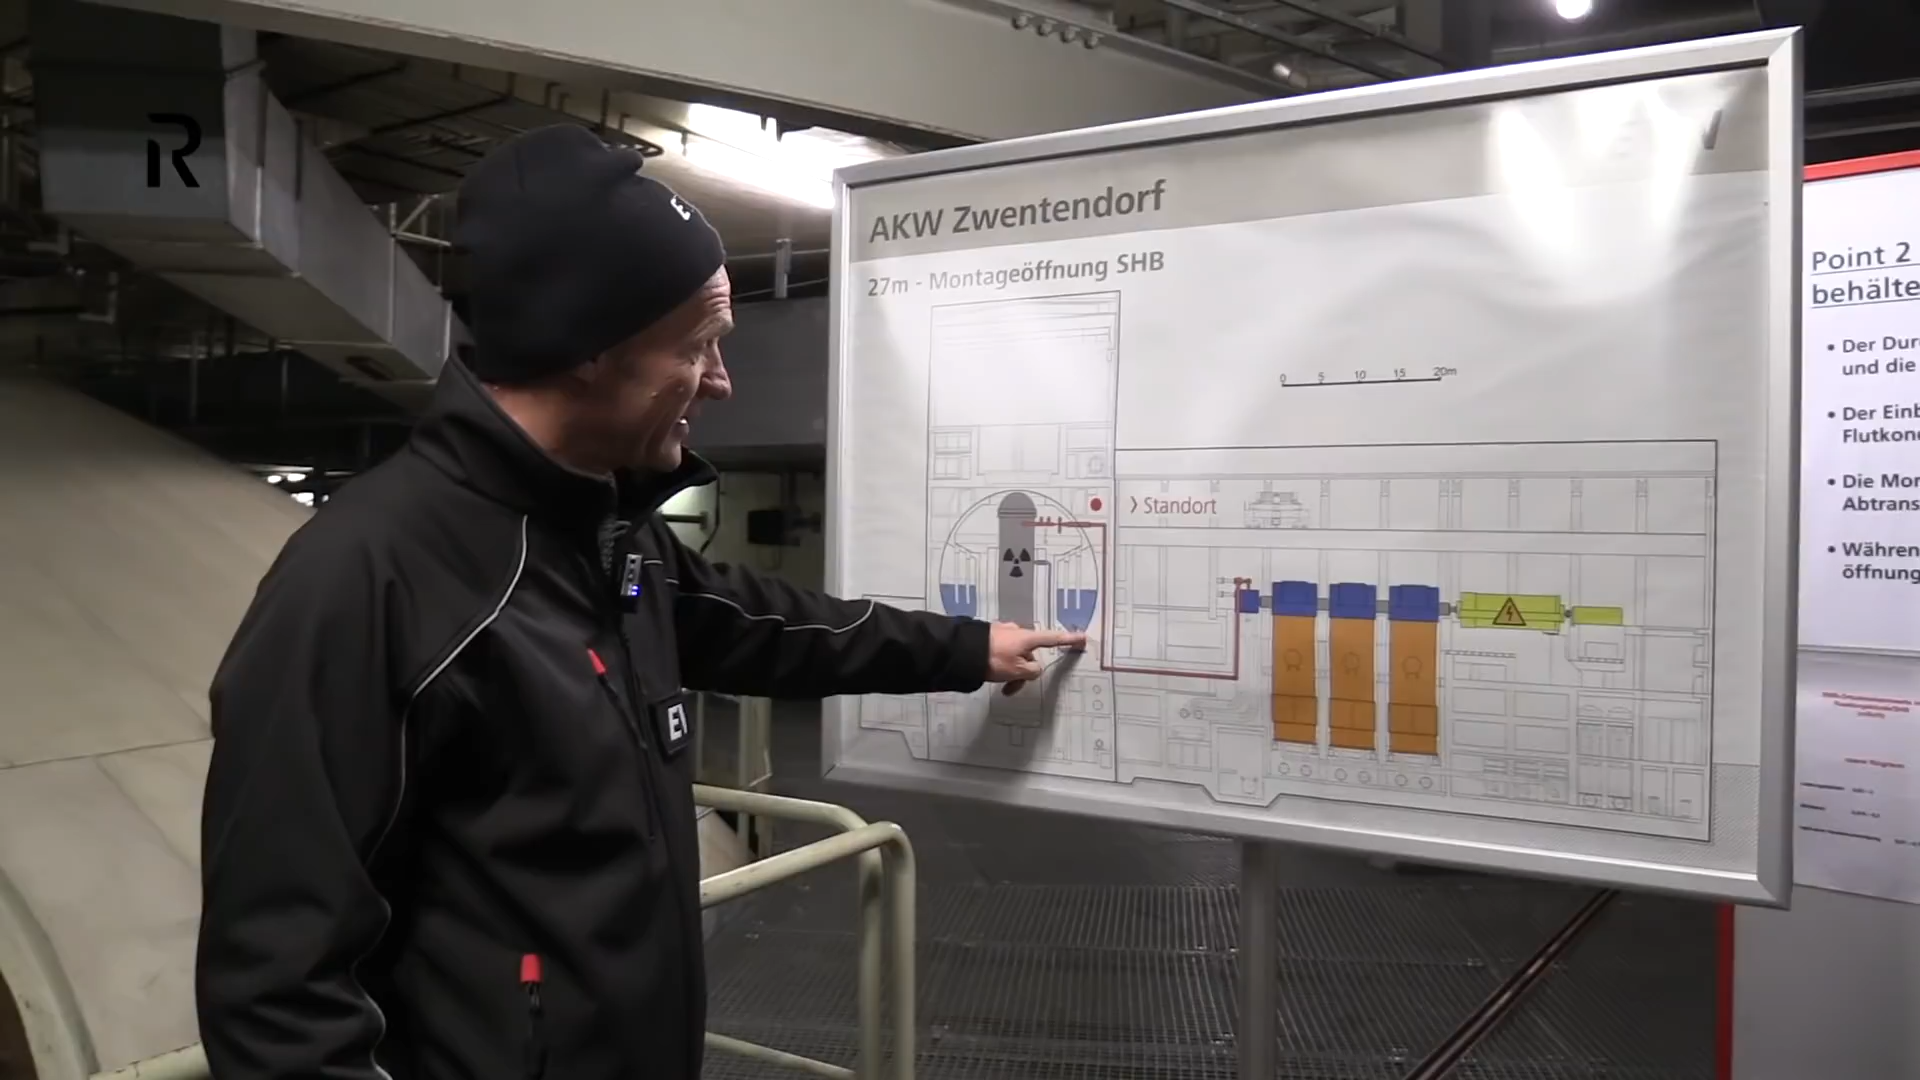 R
AKW Zwentendorf
27m - Montageöffnung SHB
0 5 10 15 20m
› Standort
Point 2
behälte
• Der Dur
und die
• Der Einb
Flutkon
• Die Mon
Abtrans
• Währen
öffnung
E
EV